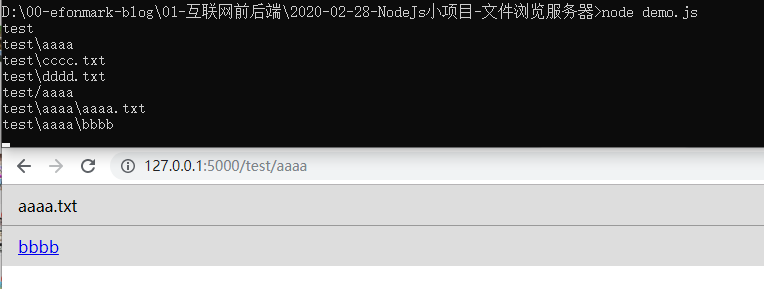 D:\00-efonmark-blog\01-互联网前后端\2020-02-28-NodeJs小项目-文件浏览服务器>node demo.js
test
test\aaaa
test\cccc.txt
test\dddd.txt
test/aaaa
test\aaaa\aaaa.txt
test\aaaa\bbbb
127.0.0.1:5000/test/aaaa
aaaa.txt
bbbb